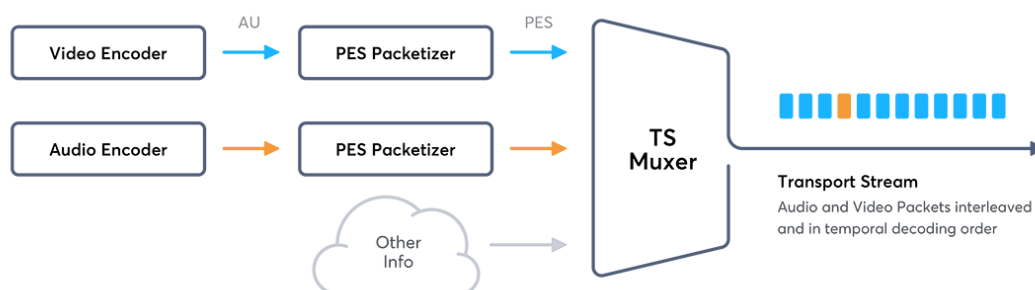 AU
PES
Video Encoder
PES Packetizer
Audio Encoder
PES Packetizer
TS
Muxer
Other
Info
Transport Stream
Audio and Video Packets interleaved
and in temporal decoding order